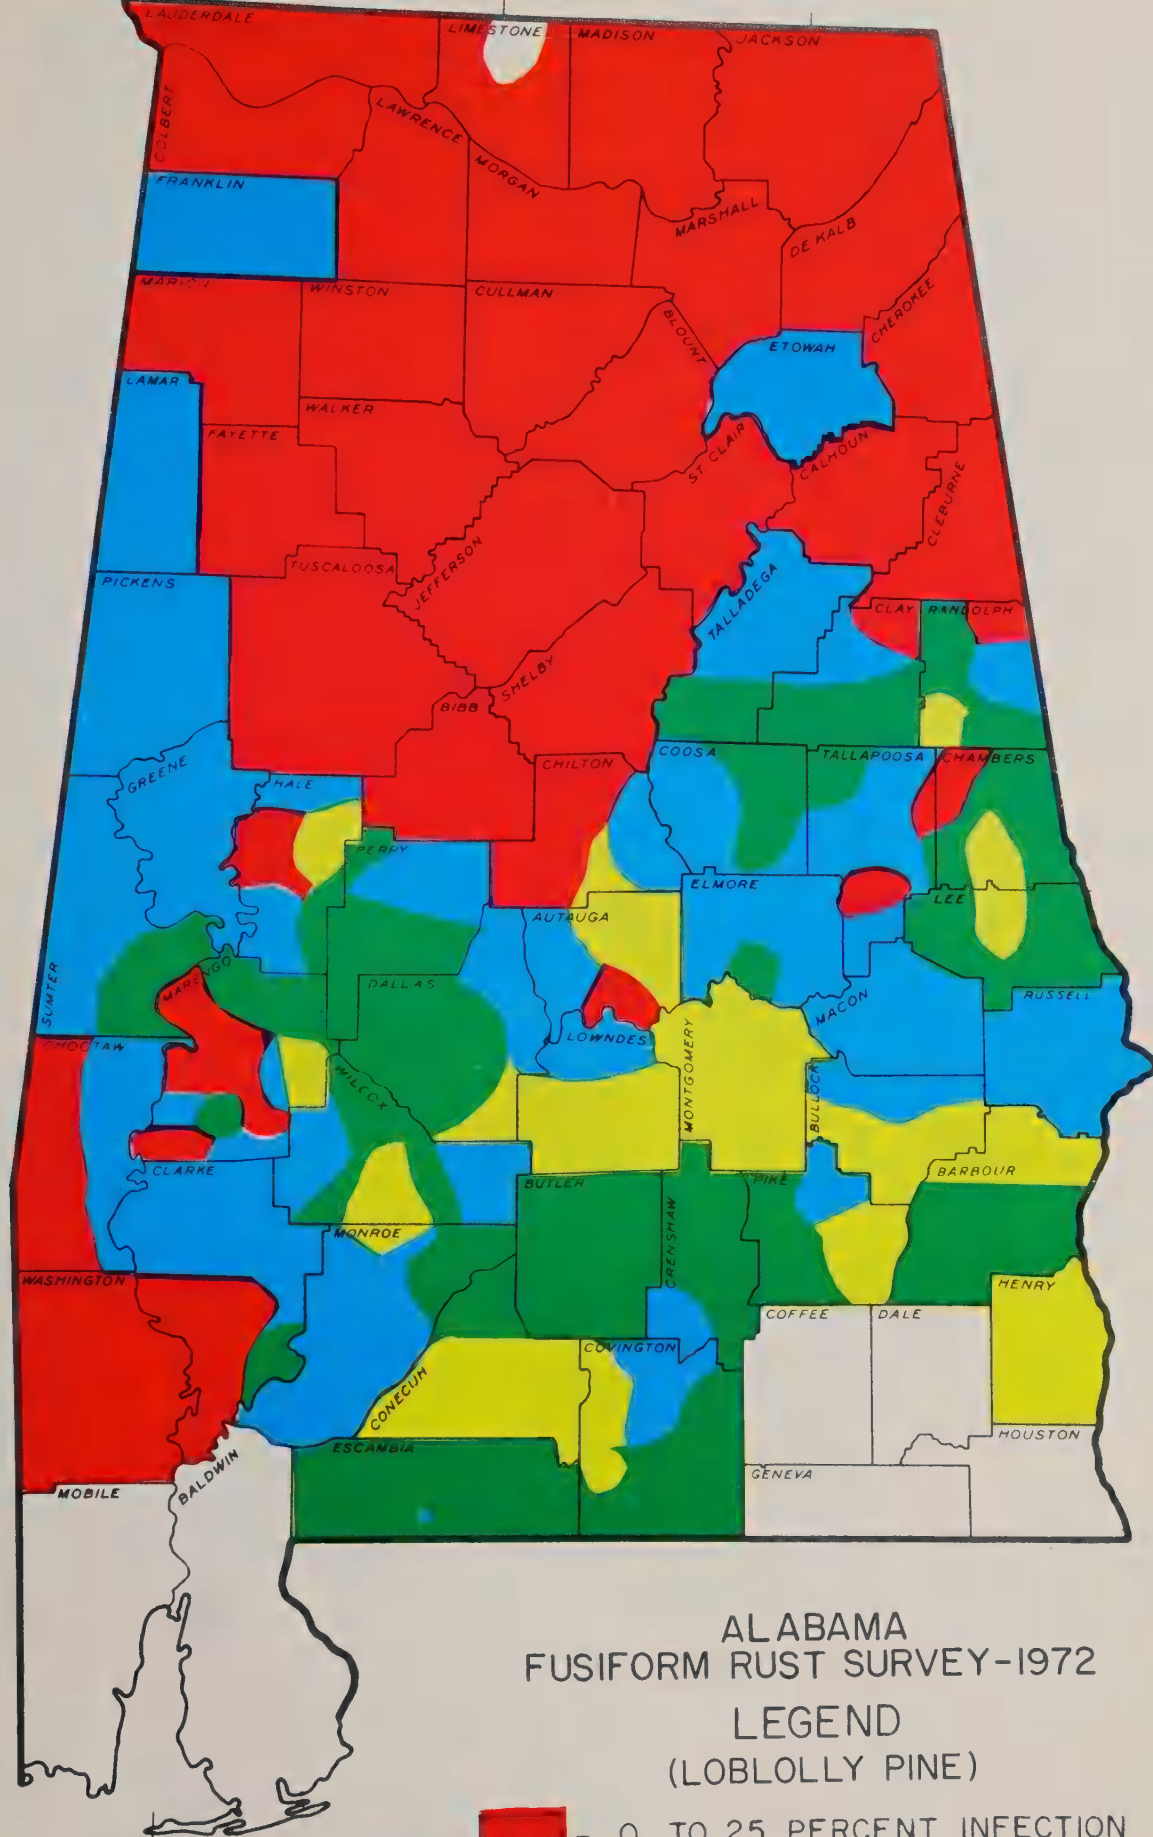 LAUDERDALE
LIMESTONE
MADISON
JACKSON
COLBERT
LAWRENCE
MORGAN
FRANKLIN
MARSHALL
DE KALB
MARION
WINSTON
CULLMAN
CHEROKEE
BLOUNT
ETOWAH
LAMAR
WALKER
FAYETTE
ST. CLAIR
CALHOUN
CLEBURNE
TUSCALOOSA
JEFFERSON
PICKENS
TALLADEGA
CLAY
RANDOLPH
SHELBY
BIBB
COOSA
TALLAPOOSA
CHAMBERS
CHILTON
GREENE
HALE
PERRY
ELMORE
LEE
AUTAUGA
SUMTER
MARENGO
DALLAS
MACON
RUSSELL
CHOCTAW
LOWNDES
MONTGOMERY
WILCOX
BULLOCK
CLARKE
BUTLER
PIKE
BARBOUR
CRENSHAW
MONROE
WASHINGTON
HENRY
COFFEE
DALE
COVINGTON
CONECUH
HOUSTON
ESCAMBIA
BALDWIN
GENEVA
MOBILE
ALABAMA
FUSIFORM RUST SURVEY-1972
LEGEND
(LOBLOLLY PINE)
- 0 TO 25 PERCENT INFECTION